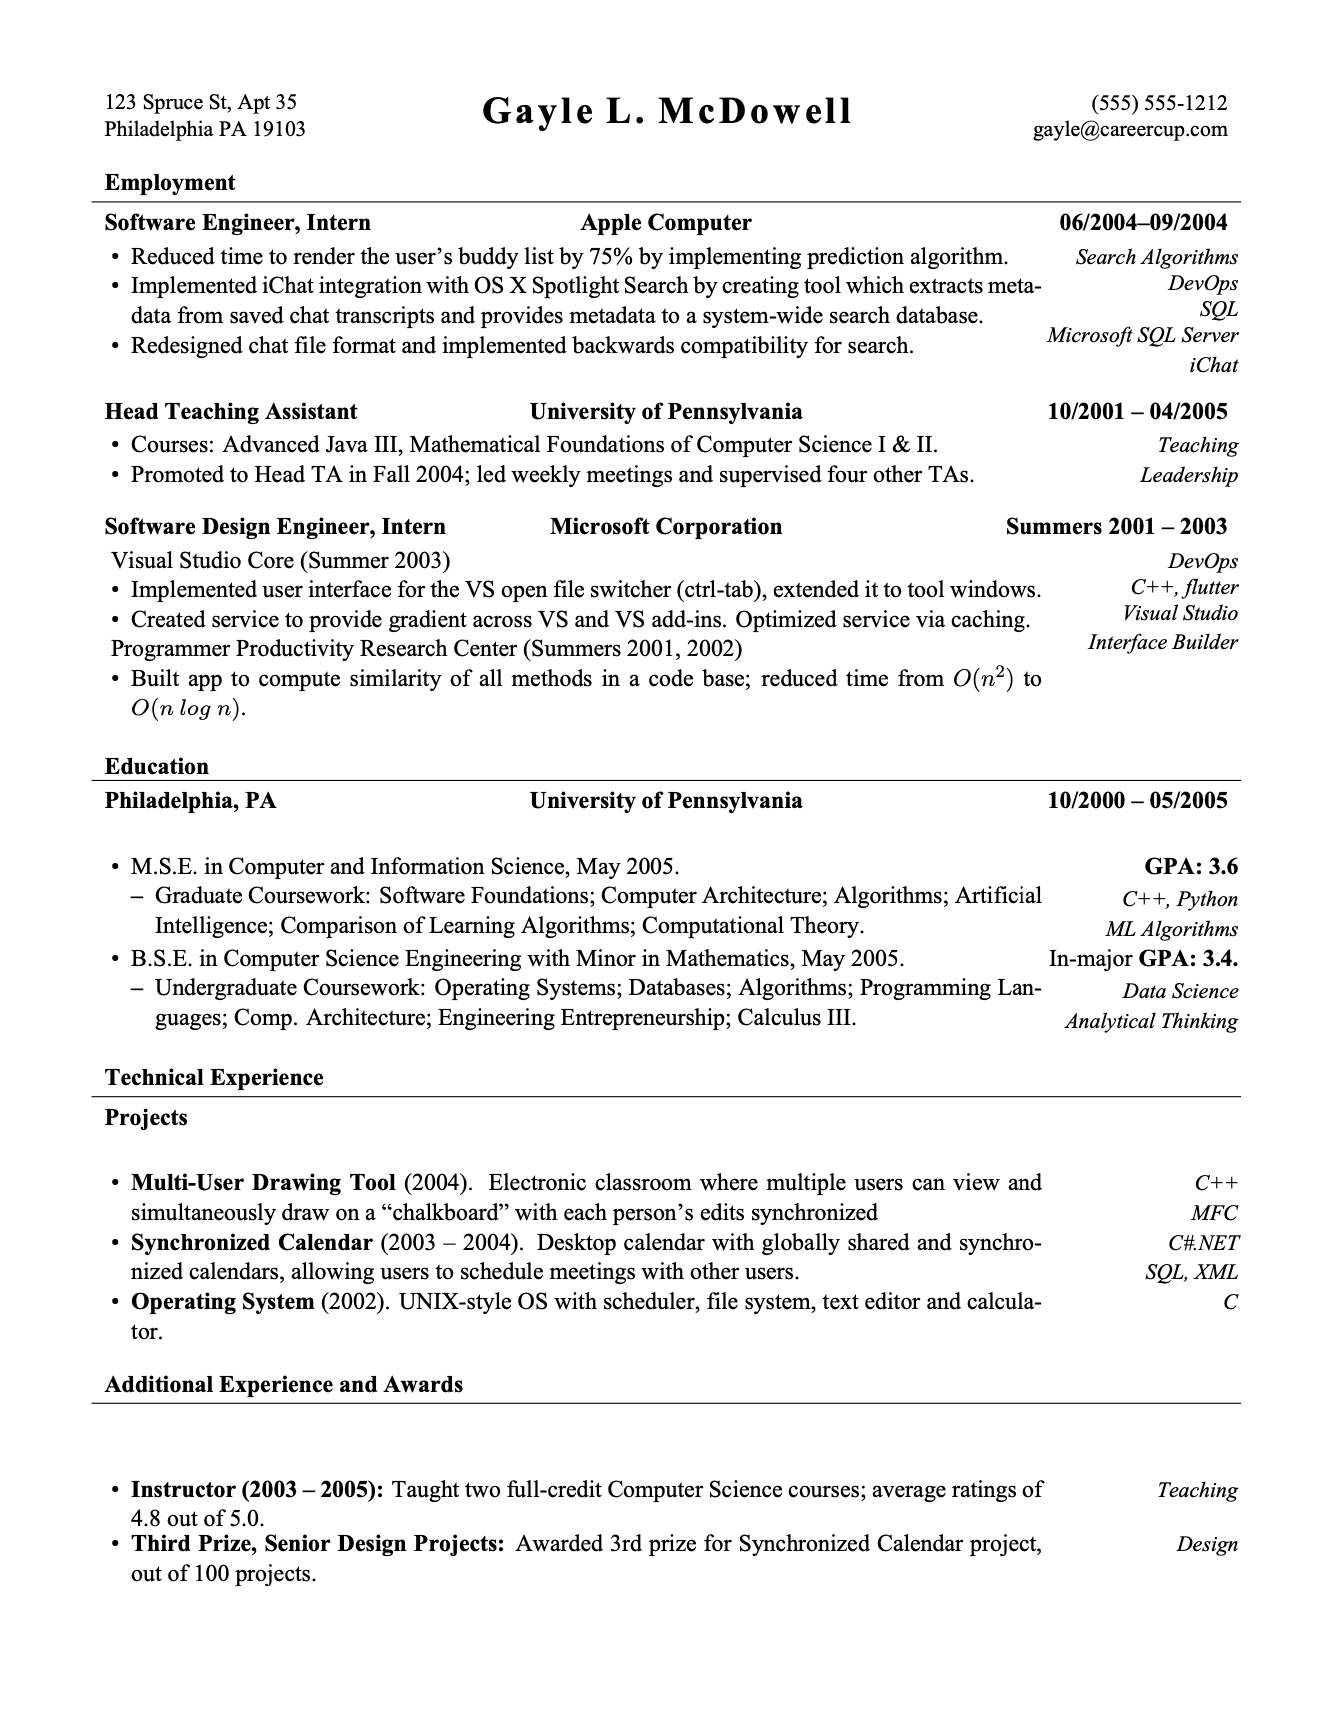 123 Spruce St, Apt 35
Philadelphia PA 19103
Gayle L. McDowell
(555) 555-1212
gayle@careercup.com
Employment
Software Engineer, Intern Apple Computer 06/2004–09/2004
• Reduced time to render the user’s buddy list by 75% by implementing prediction algorithm.
• Implemented iChat integration with OS X Spotlight Search by creating tool which extracts meta-
data from saved chat transcripts and provides metadata to a system-wide search database.
• Redesigned chat file format and implemented backwards compatibility for search.
Search Algorithms
DevOps
SQL
Microsoft SQL Server
iChat
Head Teaching Assistant University of Pennsylvania 10/2001 – 04/2005
• Courses: Advanced Java III, Mathematical Foundations of Computer Science I & II.
• Promoted to Head TA in Fall 2004; led weekly meetings and supervised four other TAs.
Teaching
Leadership
Software Design Engineer, Intern Microsoft Corporation Summers 2001 – 2003
Visual Studio Core (Summer 2003)
• Implemented user interface for the VS open file switcher (ctrl-tab), extended it to tool windows.
• Created service to provide gradient across VS and VS add-ins. Optimized service via caching.
Programmer Productivity Research Center (Summers 2001, 2002)
• Built app to compute similarity of all methods in a code base; reduced time from O(n²) to
O(n log n).
DevOps
C++, flutter
Visual Studio
Interface Builder
Education
Philadelphia, PA University of Pennsylvania 10/2000 – 05/2005
• M.S.E. in Computer and Information Science, May 2005. GPA: 3.6
– Graduate Coursework: Software Foundations; Computer Architecture; Algorithms; Artificial
Intelligence; Comparison of Learning Algorithms; Computational Theory.
C++, Python
ML Algorithms
• B.S.E. in Computer Science Engineering with Minor in Mathematics, May 2005. In-major GPA: 3.4.
– Undergraduate Coursework: Operating Systems; Databases; Algorithms; Programming Lan-
guages; Comp. Architecture; Engineering Entrepreneurship; Calculus III.
Data Science
Analytical Thinking
Technical Experience
Projects
• Multi-User Drawing Tool (2004). Electronic classroom where multiple users can view and
simultaneously draw on a “chalkboard” with each person’s edits synchronized
C++
MFC
• Synchronized Calendar (2003 – 2004). Desktop calendar with globally shared and synchro-
nized calendars, allowing users to schedule meetings with other users.
C#.NET
SQL, XML
• Operating System (2002). UNIX-style OS with scheduler, file system, text editor and calcula-
tor.
C
Additional Experience and Awards
• Instructor (2003 – 2005): Taught two full-credit Computer Science courses; average ratings of
4.8 out of 5.0.
Teaching
• Third Prize, Senior Design Projects: Awarded 3rd prize for Synchronized Calendar project,
out of 100 projects.
Design